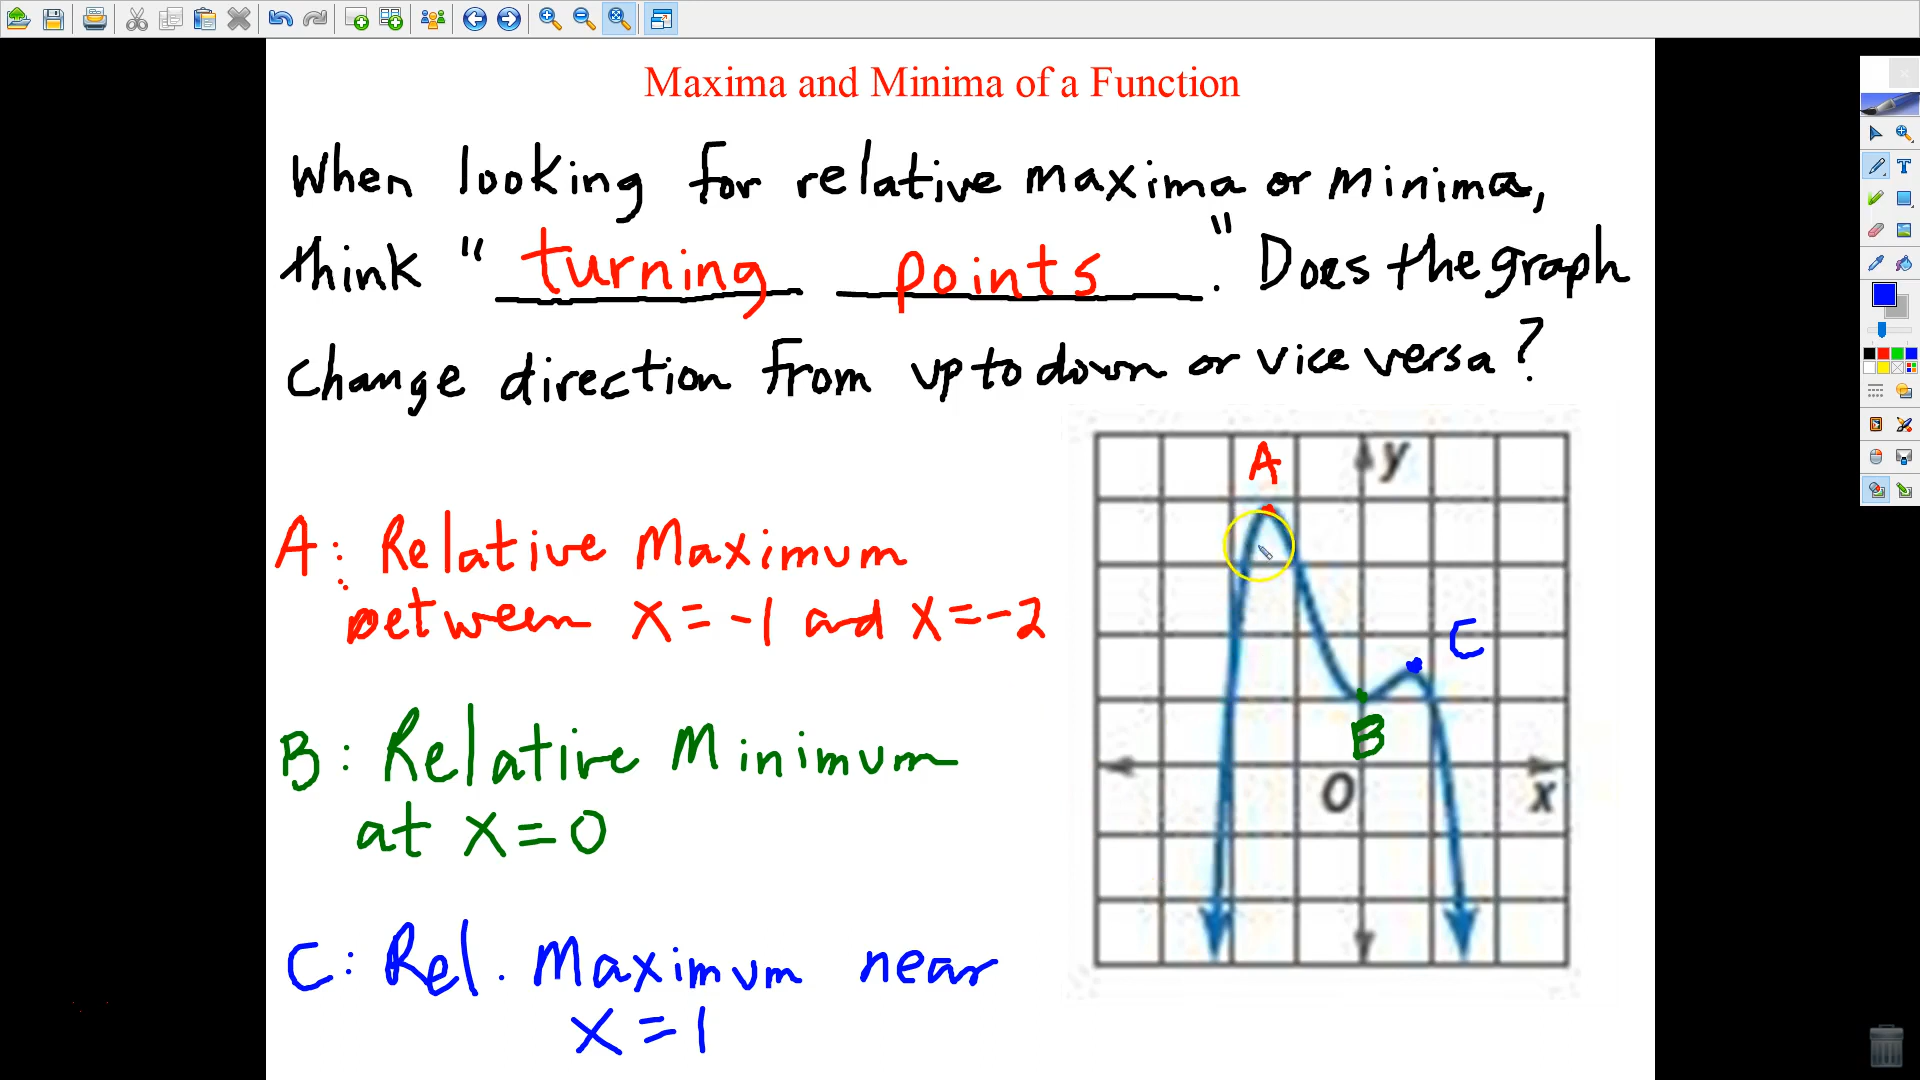 Maxima and Minima of a Function
When looking for relative maxima or minima,
think "turning points". Does the graph
change direction from up to down or vice versa?
A: Relative Maximum
between x = -1 and x = -2
B: Relative Minimum
at x = 0
C: Rel. Maximum near
x = 1
A
y
C
B
O
x
T